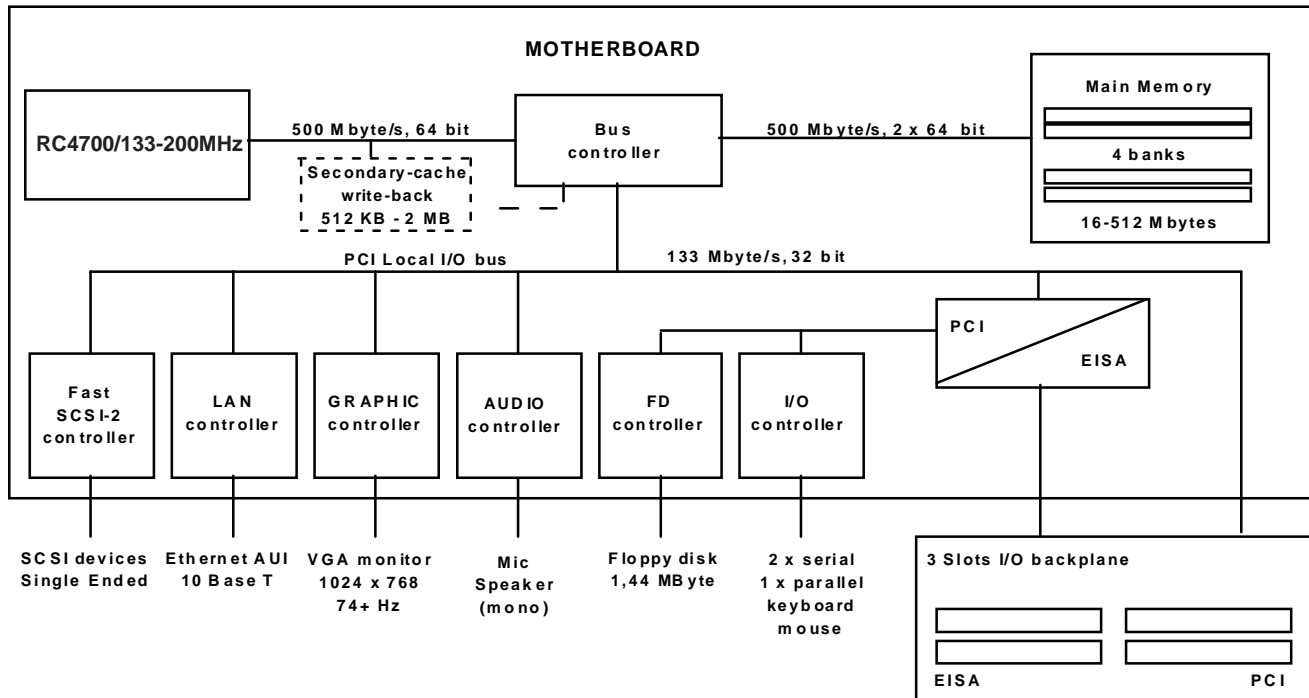 MOTHERBOARD
RC4700/133-200MHz
500 Mbyte/s, 64 bit
Secondary-cache
write-back
512 KB - 2 MB
Bus
controller
500 Mbyte/s, 2 x 64 bit
Main Memory
4 banks
16-512 Mbytes
PCI Local I/O bus
133 Mbyte/s, 32 bit
PCI
EISA
Fast
SCSI-2
controller
LAN
controller
GRAPHIC
controller
AUDIO
controller
FD
controller
I/O
controller
SCSI devices
Single Ended
Ethernet AUI
10 Base T
VGA monitor
1024 x 768
74+ Hz
Mic
Speaker
(mono)
Floppy disk
1,44 MByte
2 x serial
1 x parallel
keyboard
mouse
3 Slots I/O backplane
EISA
PCI